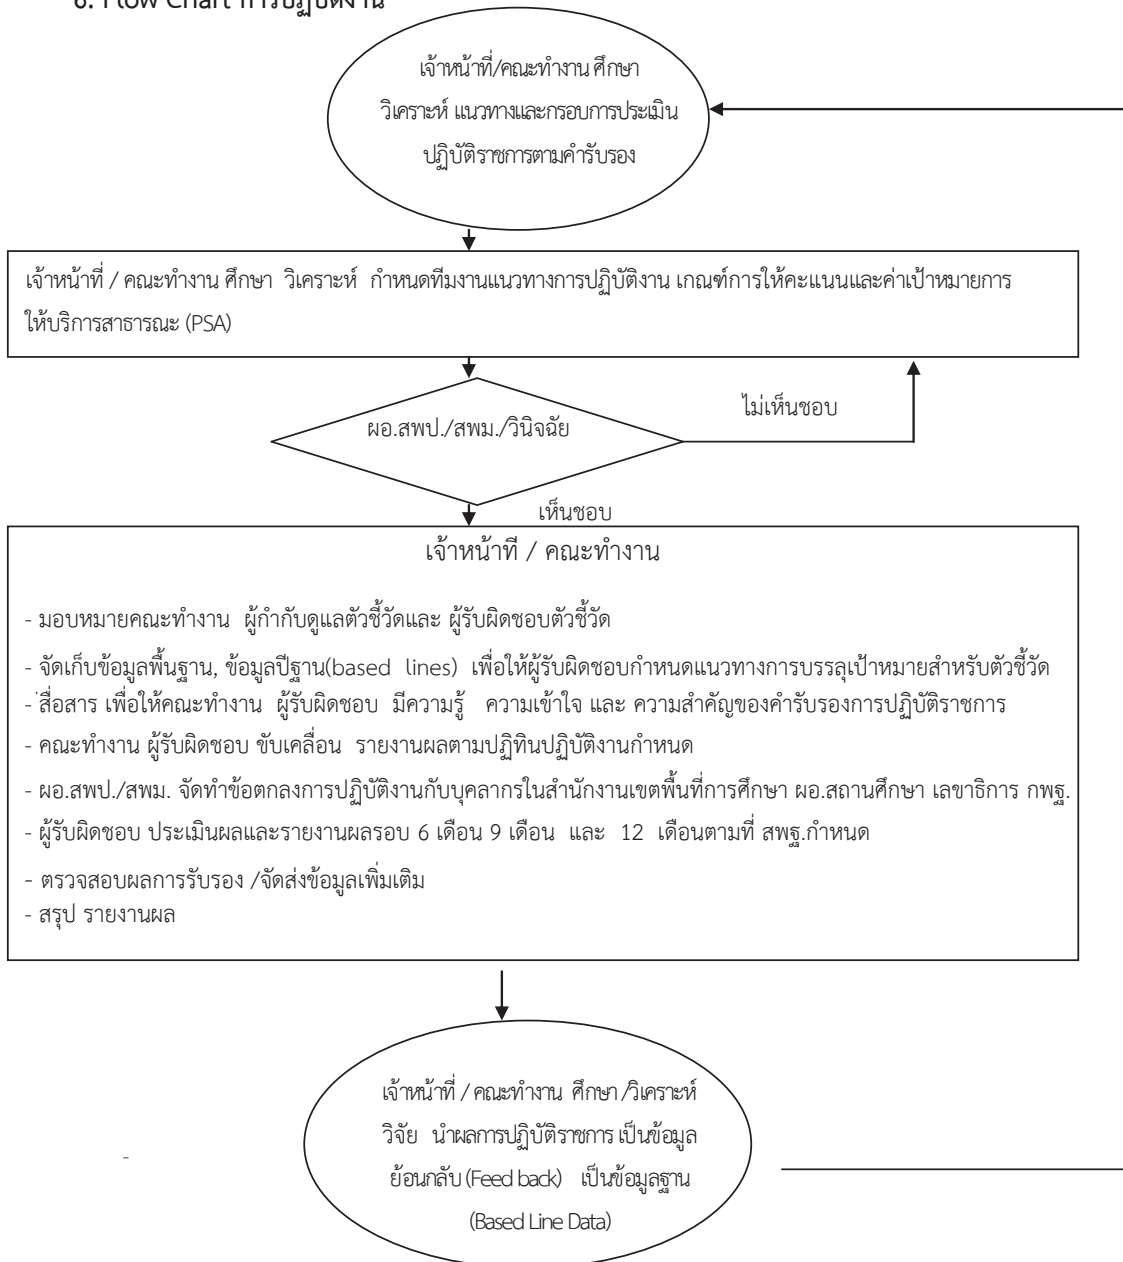 6. Flow Chart การปฏิบัติงาน
เจ้าหน้าที่/คณะทำงาน ศึกษา
วิเคราะห์ แนวทางและกรอบการประเมิน
ปฏิบัติราชการตามคำรับรอง
เจ้าหน้าที่ / คณะทำงาน ศึกษา วิเคราะห์ กำหนดทีมงานแนวทางการปฏิบัติงาน เกณฑ์การให้คะแนนและค่าเป้าหมายการ
ให้บริการสาธารณะ (PSA)
ไม่เห็นชอบ
ผอ.สพป./สพม./วินิจฉัย
เห็นชอบ
เจ้าหน้าที / คณะทำงาน
- มอบหมายคณะทำงาน ผู้กำกับดูแลตัวชี้วัดและ ผู้รับผิดชอบตัวชี้วัด
- จัดเก็บข้อมูลพื้นฐาน, ข้อมูลปีฐาน(based lines) เพื่อให้ผู้รับผิดชอบกำหนดแนวทางการบรรลุเป้าหมายสำหรับตัวชี้วัด
- สื่อสาร เพื่อให้คณะทำงาน ผู้รับผิดชอบ มีความรู้ ความเข้าใจ และ ความสำคัญของคำรับรองการปฏิบัติราชการ
- คณะทำงาน ผู้รับผิดชอบ ขับเคลื่อน รายงานผลตามปฏิทินปฏิบัติงานกำหนด
- ผอ.สพป./สพม. จัดทำข้อตกลงการปฏิบัติงานกับบุคลากรในสำนักงานเขตพื้นที่การศึกษา ผอ.สถานศึกษา เลขาธิการ กพฐ.
- ผู้รับผิดชอบ ประเมินผลและรายงานผลรอบ 6 เดือน 9 เดือน และ 12 เดือนตามที่ สพฐ.กำหนด
- ตรวจสอบผลการรับรอง /จัดส่งข้อมูลเพิ่มเติม
- สรุป รายงานผล
เจ้าหน้าที่ / คณะทำงาน ศึกษา /วิเคราะห์
วิจัย นำผลการปฏิบัติราชการ เป็นข้อมูล
ย้อนกลับ (Feed back) เป็นข้อมูลฐาน
(Based Line Data)
-